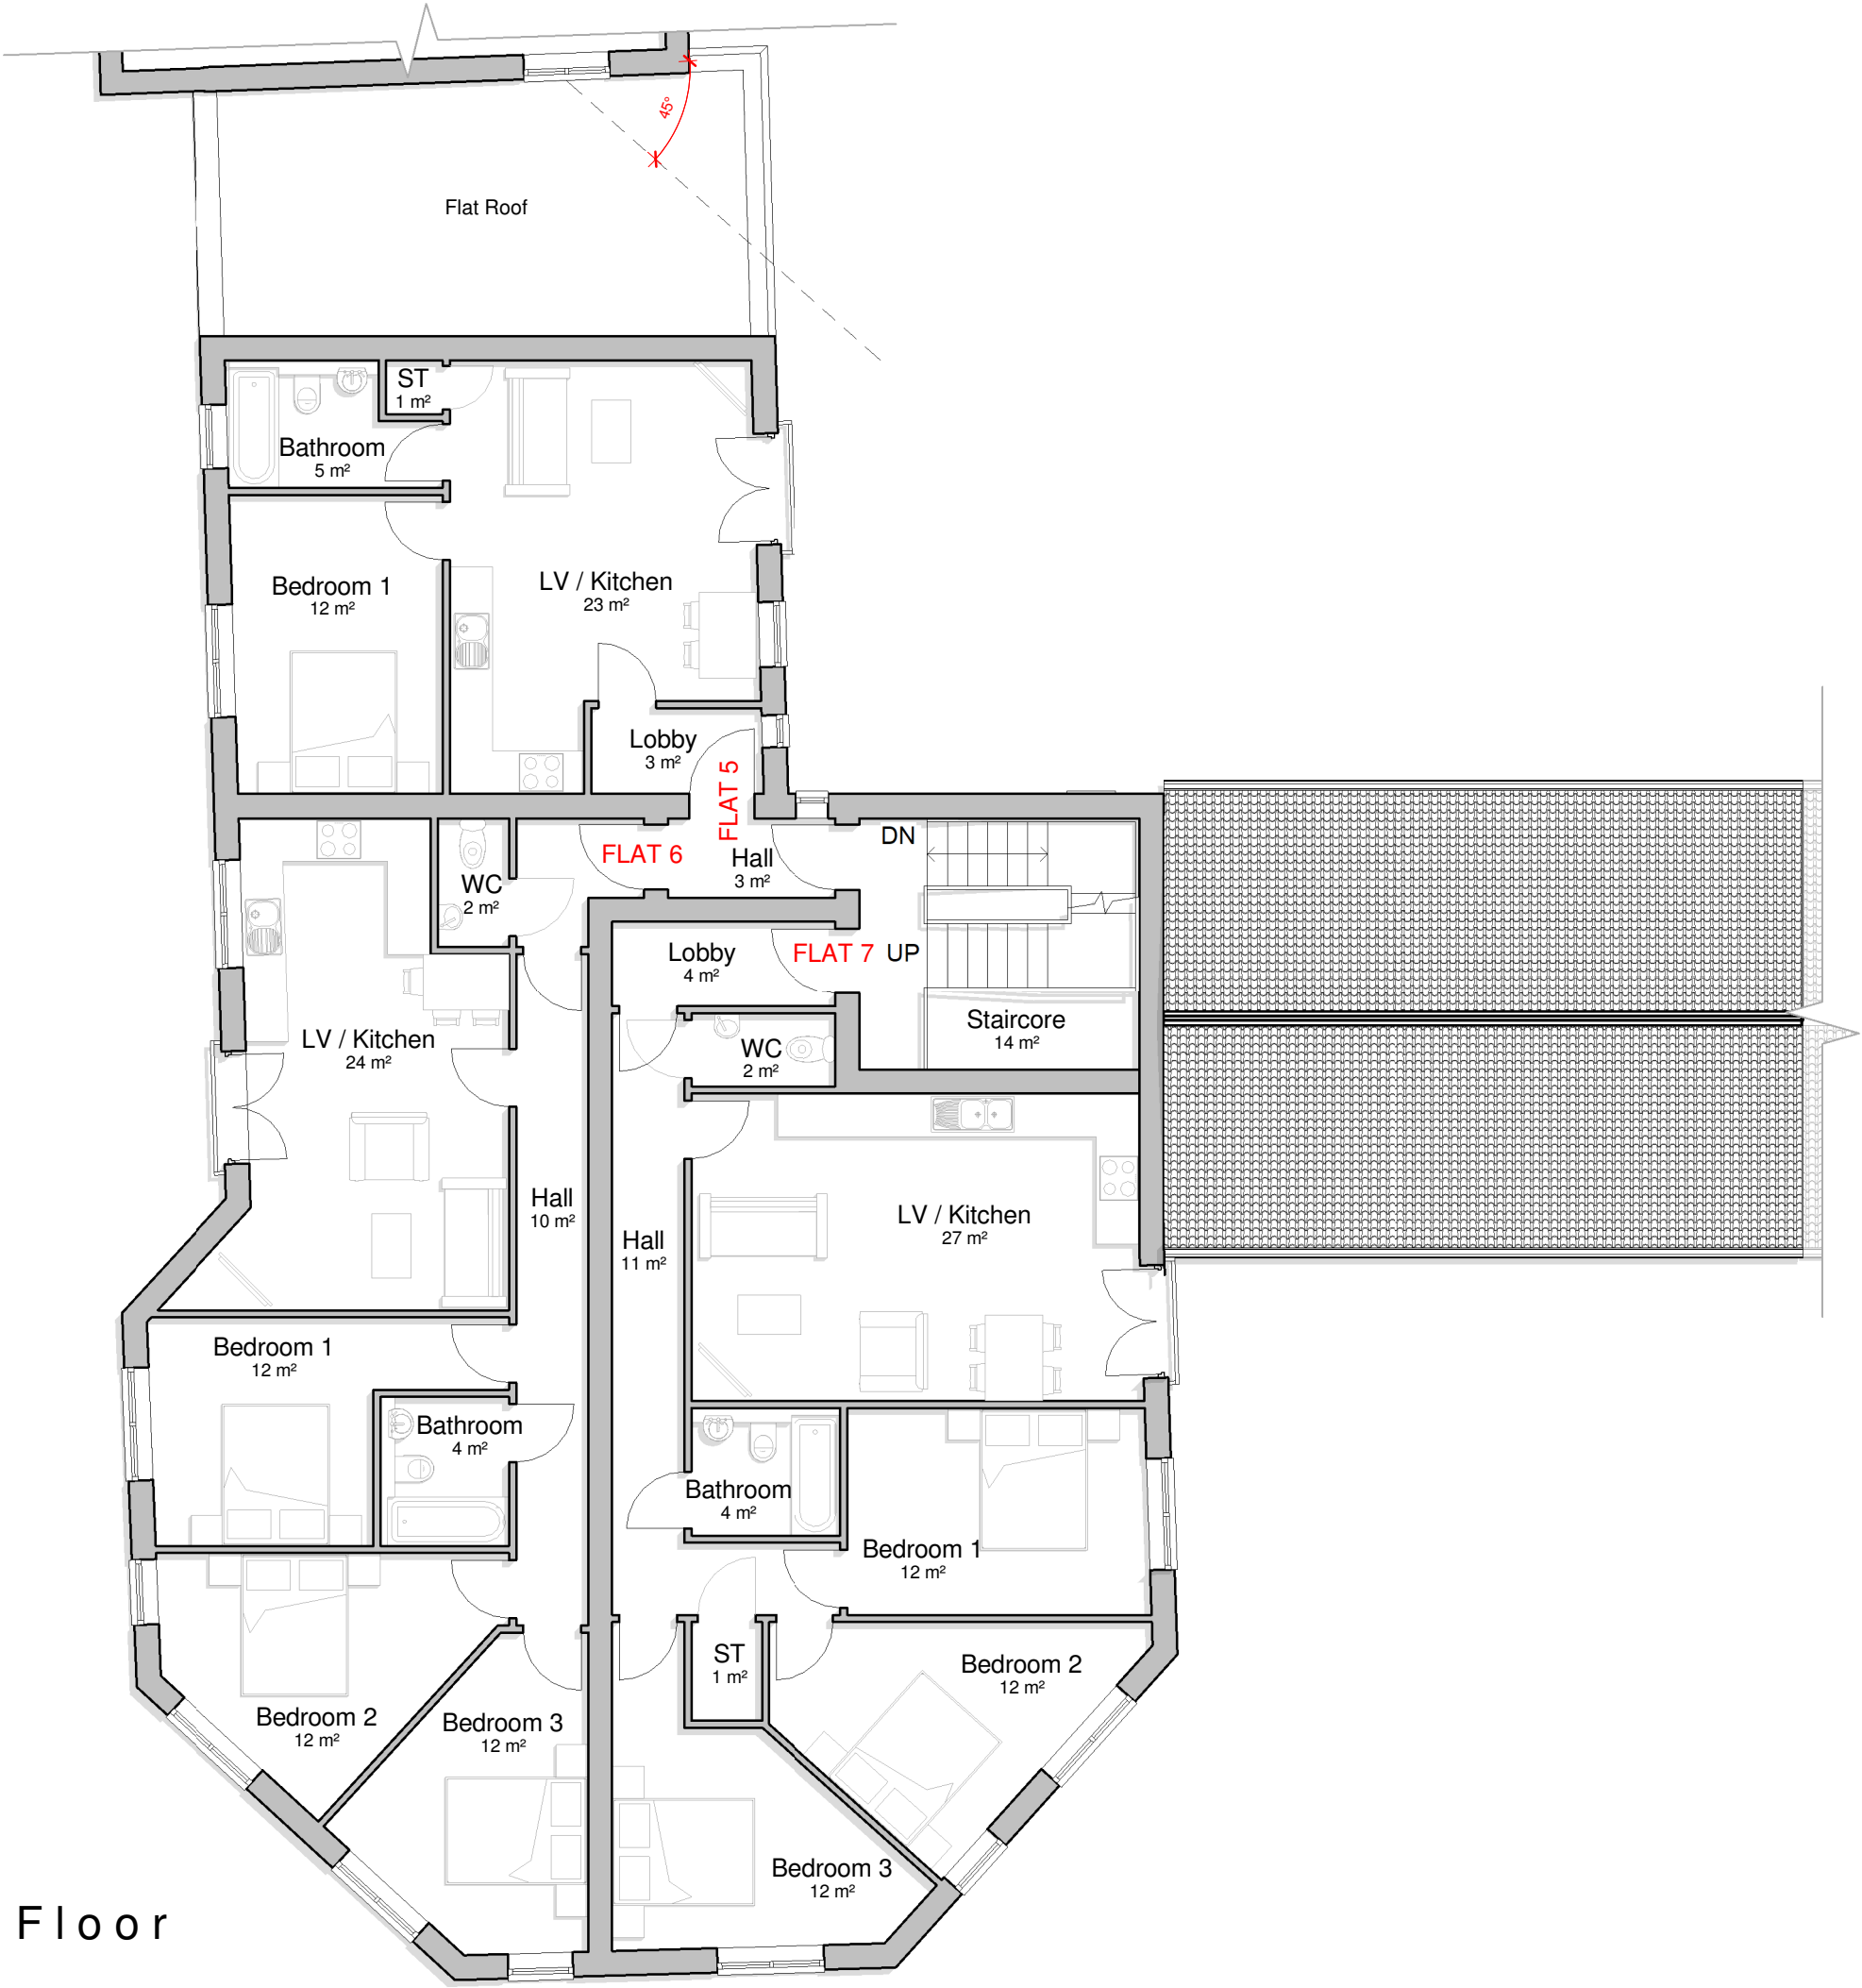 45°
Flat Roof
ST
1 m²
Bathroom
5 m²
LV / Kitchen
23 m²
Bedroom 1
12 m²
Lobby
3 m²
FLAT 5
FLAT 6
Hall
3 m²
DN
WC
2 m²
Lobby
4 m²
FLAT 7
UP
Staircore
14 m²
LV / Kitchen
24 m²
WC
2 m²
Hall
10 m²
Hall
11 m²
LV / Kitchen
27 m²
Bedroom 1
12 m²
Bathroom
4 m²
Bathroom
4 m²
Bedroom 1
12 m²
ST
1 m²
Bedroom 2
12 m²
Bedroom 2
12 m²
Bedroom 3
12 m²
Bedroom 3
12 m²
Floor